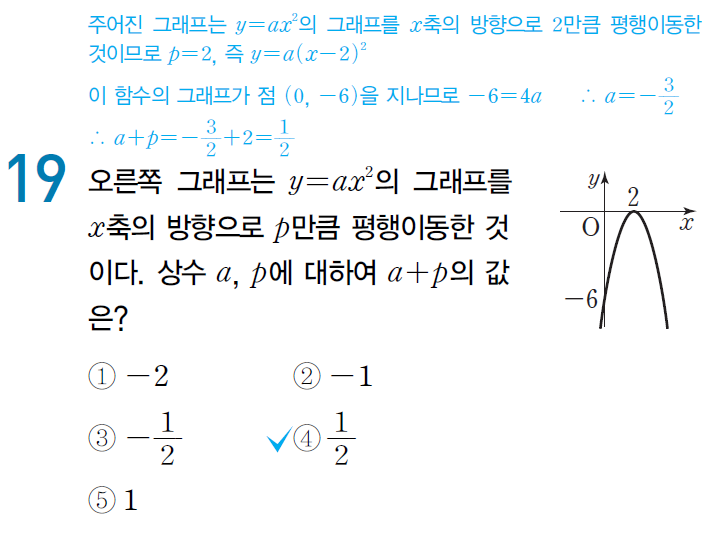 주어진 그래프는 y=ax²의 그래프를 x축의 방향으로 2만큼 평행이동한
것이므로 p=2, 즉 y=a(x-2)²
이 함수의 그래프가 점 (0, -6)을 지나므로 -6=4a ∴ a=-3/2
∴ a+p=-3/2+2=1/2
19 오른쪽 그래프는 y=ax²의 그래프를
x축의 방향으로 p만큼 평행이동한 것
이다. 상수 a, p에 대하여 a+p의 값
은?
y
2
O
x
-6
① -2 ② -1
③ -1/2 ✓④ 1/2
⑤ 1